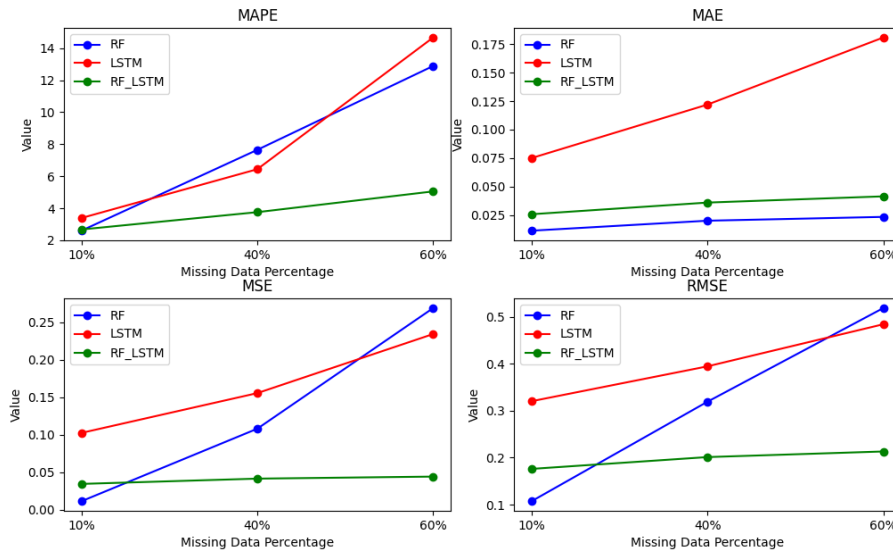 MAPE
RF
LSTM
RF_LSTM
14
12
10
8
6
4
2
Value
10%
40%
60%
Missing Data Percentage
MAE
RF
LSTM
RF_LSTM
0.175
0.150
0.125
0.100
0.075
0.050
0.025
Value
10%
40%
60%
Missing Data Percentage
MSE
RF
LSTM
RF_LSTM
0.25
0.20
0.15
0.10
0.05
0.00
Value
10%
40%
60%
Missing Data Percentage
RMSE
RF
LSTM
RF_LSTM
0.5
0.4
0.3
0.2
0.1
Value
10%
40%
60%
Missing Data Percentage